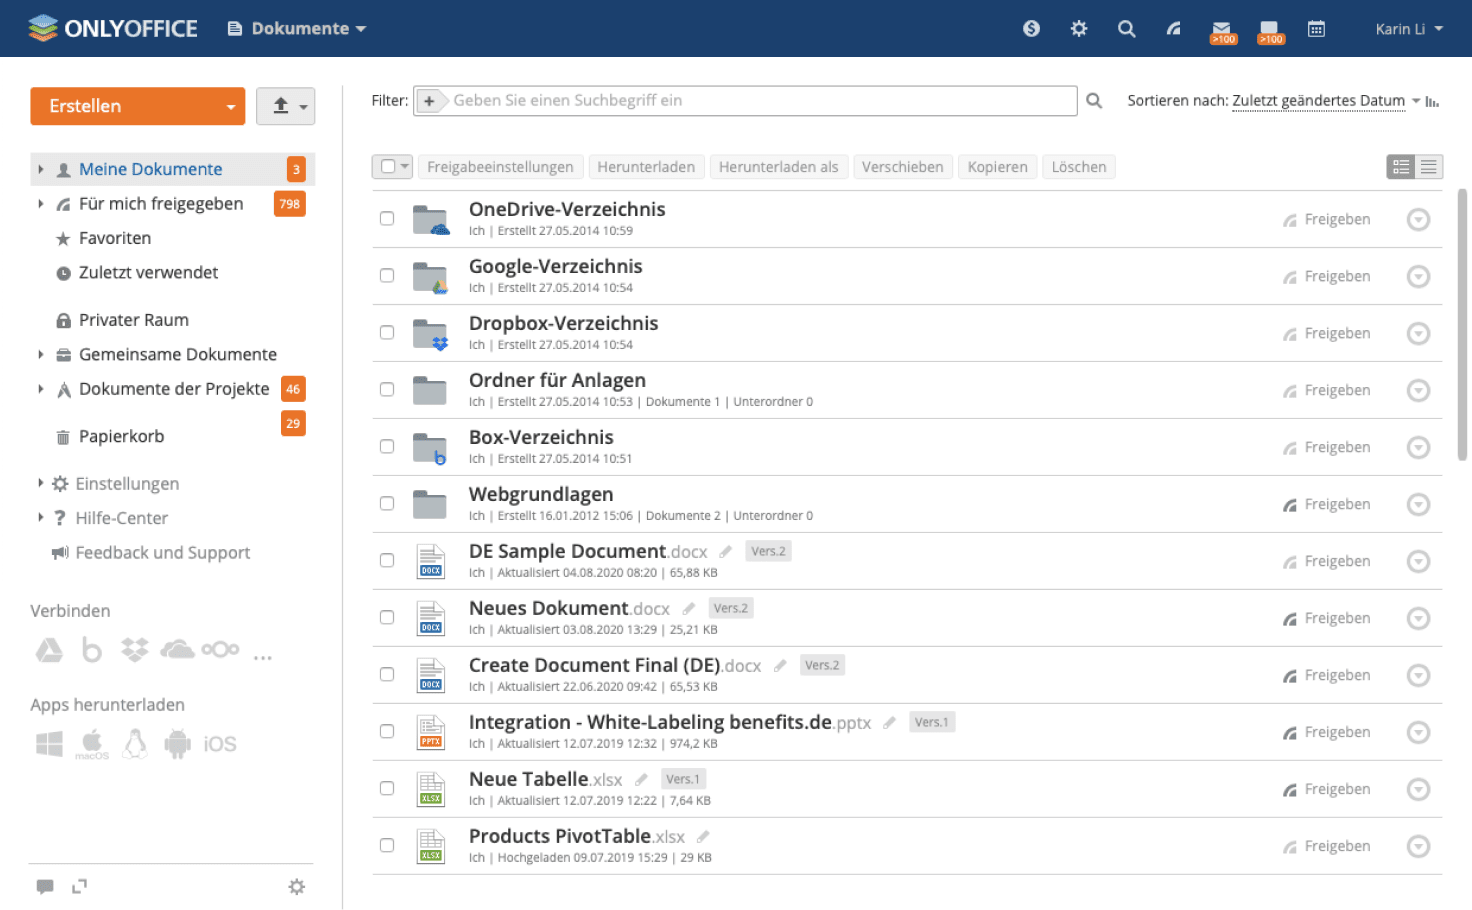 ONLYOFFICE
Dokumente
>100
>100
Karin Li
Erstellen
Meine Dokumente
3
Für mich freigegeben
798
Favoriten
Zuletzt verwendet
Privater Raum
Gemeinsame Dokumente
Dokumente der Projekte
46
29
Papierkorb
Einstellungen
? Hilfe-Center
Feedback und Support
Verbinden
...
Apps herunterladen
macOS
iOS
Filter:
+
Geben Sie einen Suchbegriff ein
Sortieren nach: Zuletzt geändertes Datum
Freigabeeinstellungen
Herunterladen
Herunterladen als
Verschieben
Kopieren
Löschen
OneDrive-Verzeichnis
Ich | Erstellt 27.05.2014 10:59
Freigeben
Google-Verzeichnis
Ich | Erstellt 27.05.2014 10:54
Freigeben
Dropbox-Verzeichnis
Ich | Erstellt 27.05.2014 10:54
Freigeben
Ordner für Anlagen
Ich | Erstellt 27.05.2014 10:53 | Dokumente 1 | Unterordner 0
Freigeben
Box-Verzeichnis
Ich | Erstellt 27.05.2014 10:51
Freigeben
Webgrundlagen
Ich | Erstellt 16.01.2012 15:06 | Dokumente 2 | Unterordner 0
Freigeben
DOCX
DE Sample Document.docx Vers.2
Ich | Aktualisiert 04.08.2020 08:20 | 65,88 KB
Freigeben
DOCX
Neues Dokument.docx Vers.2
Ich | Aktualisiert 03.08.2020 13:29 | 25,21 KB
Freigeben
DOCX
Create Document Final (DE).docx Vers.2
Ich | Aktualisiert 22.06.2020 09:42 | 65,53 KB
Freigeben
PPTX
Integration - White-Labeling benefits.de.pptx Vers.1
Ich | Aktualisiert 12.07.2019 12:32 | 974,2 KB
Freigeben
XLSX
Neue Tabelle.xlsx Vers.1
Ich | Aktualisiert 12.07.2019 12:22 | 7,64 KB
Freigeben
XLSX
Products PivotTable.xlsx
Ich | Hochgeladen 09.07.2019 15:29 | 29 KB
Freigeben